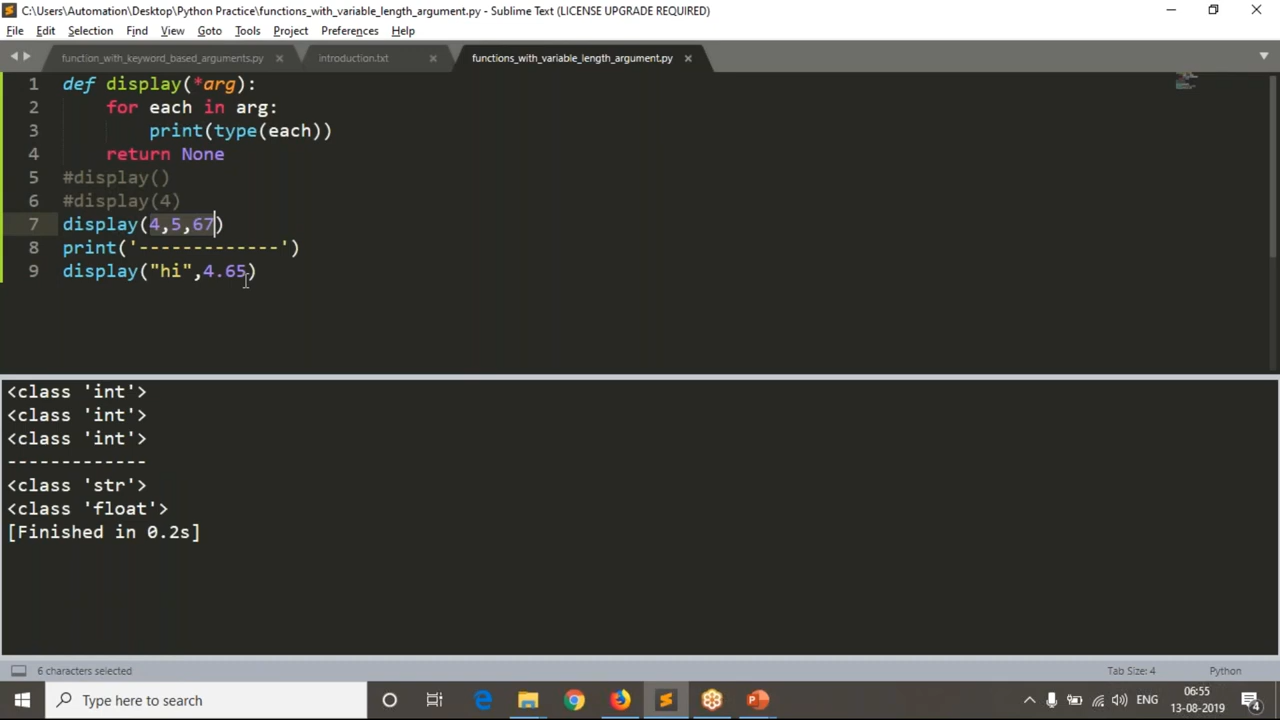 C:\Users\Automation\Desktop\Python Practice\functions_with_variable_length_argument.py - Sublime Text (LICENSE UPGRADE REQUIRED)
File Edit Selection Find View Goto Tools Project Preferences Help
function_with_keyword_based_arguments.py introduction.txt functions_with_variable_length_argument.py
1 def display(*arg):
2 for each in arg:
3 print(type(each))
4 return None
5 #display()
6 #display(4)
7 display(4,5,67)
8 print('-------------')
9 display("hi",4.65)
<class 'int'>
<class 'int'>
<class 'int'>
-------------
<class 'str'>
<class 'float'>
[Finished in 0.2s]
6 characters selected Tab Size: 4 Python
Type here to search ENG 06:55
13-08-2019 4